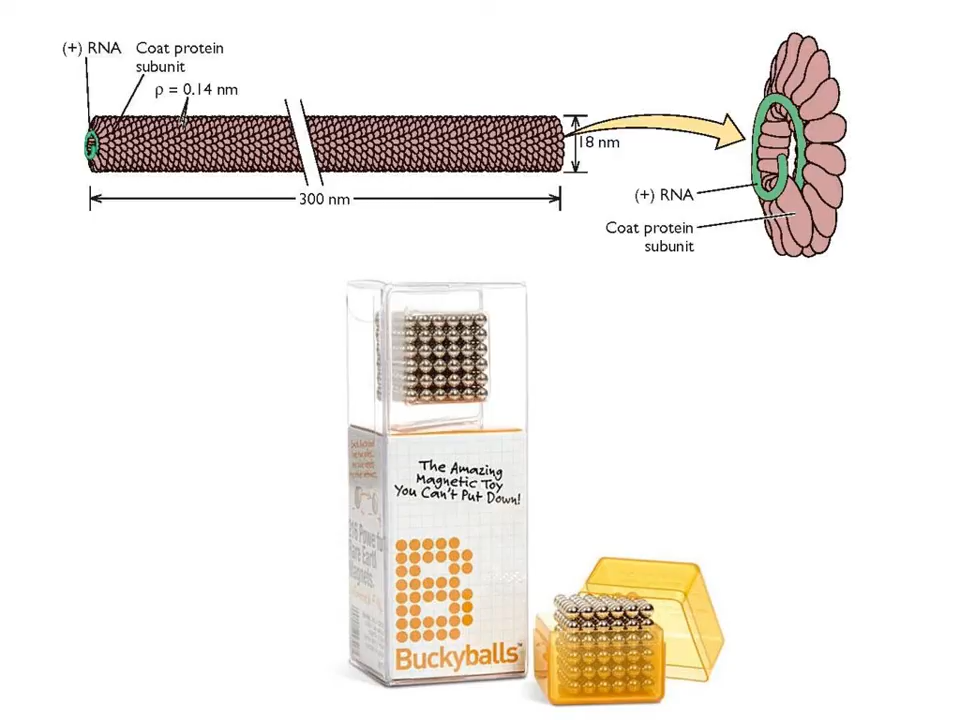 (+) RNA
Coat protein
subunit
ρ = 0.14 nm
18 nm
300 nm
(+) RNA
Coat protein
subunit
The Amazing
Magnetic Toy
You Can't Put Down!
216 Powerful
Rare Earth
Magnets.
B
Buckyballs™